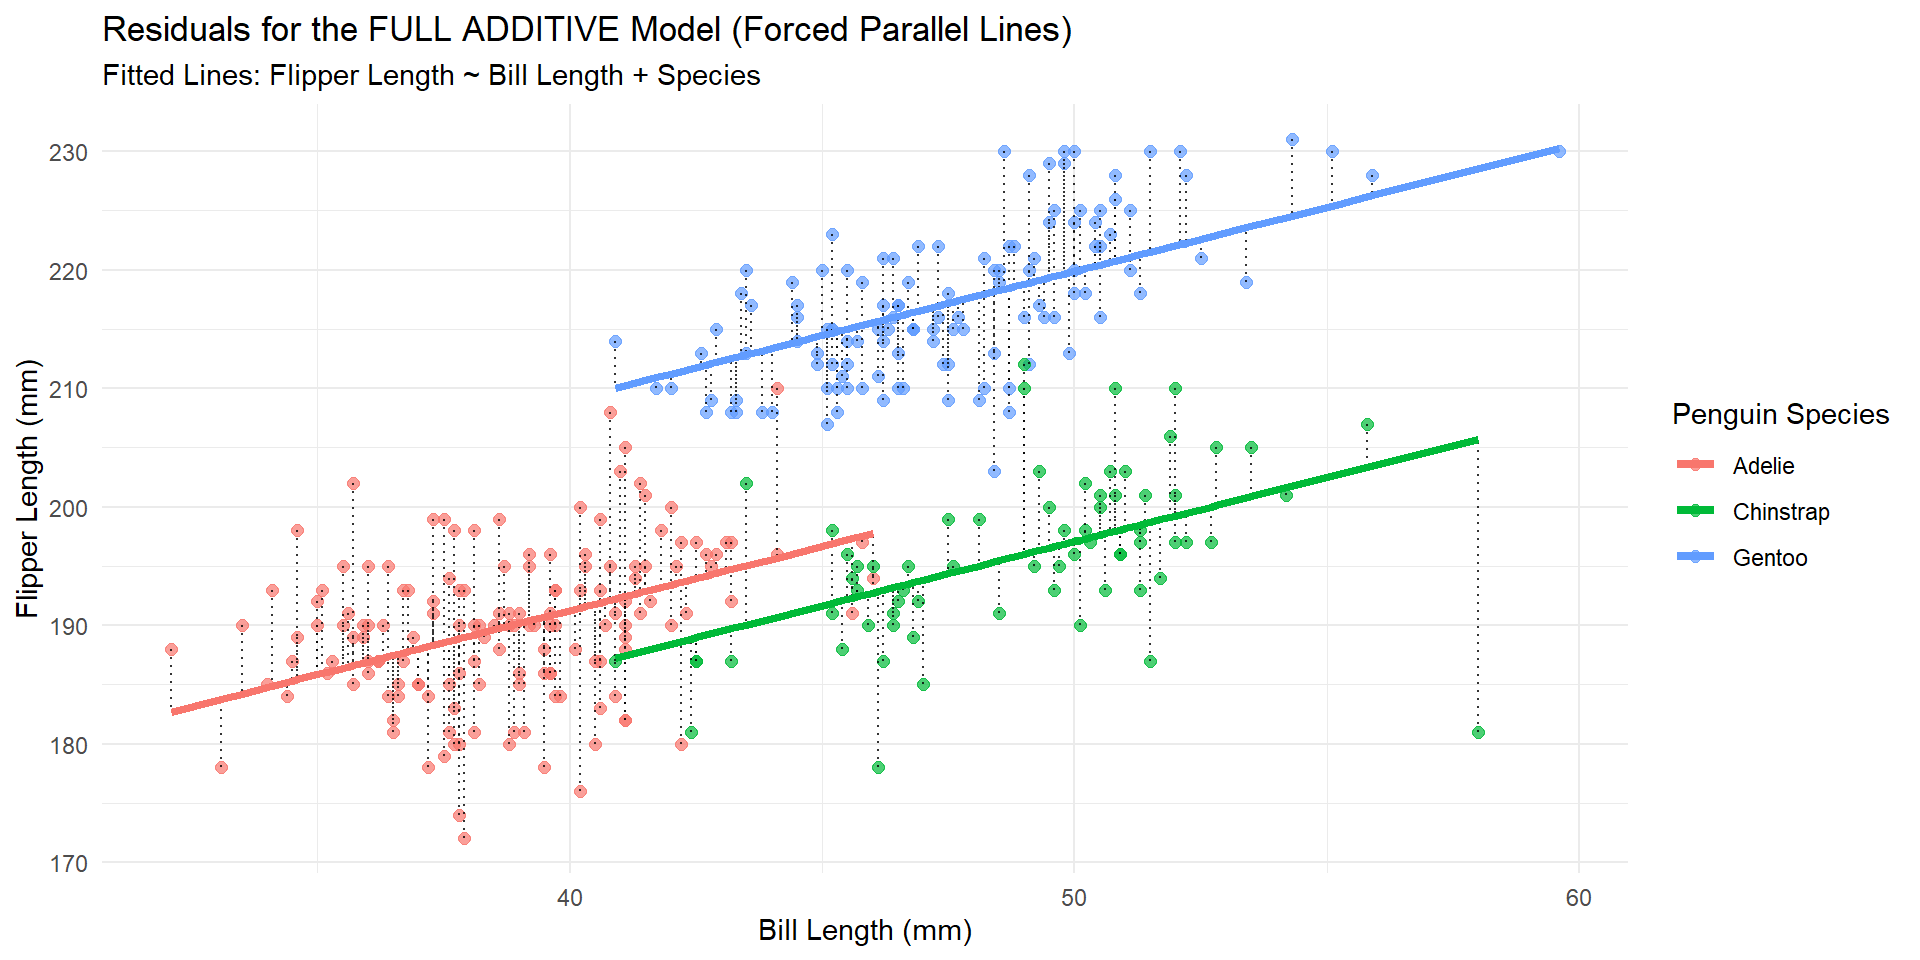 Residuals for the FULL ADDITIVE Model (Forced Parallel Lines)
Fitted Lines: Flipper Length ~ Bill Length + Species
Flipper Length (mm)
230
220
210
200
190
180
170
40
50
60
Bill Length (mm)
Penguin Species
Adelie
Chinstrap
Gentoo